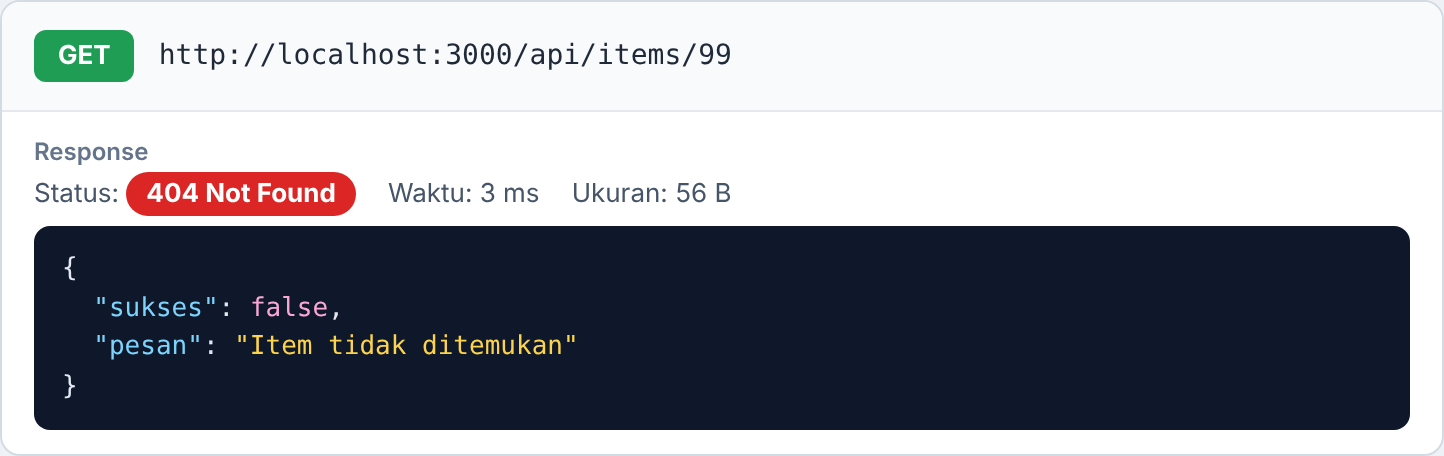 GET http://localhost:3000/api/items/99
Response
Status: 404 Not Found Waktu: 3 ms Ukuran: 56 B
{
  "sukses": false,
  "pesan": "Item tidak ditemukan"
}